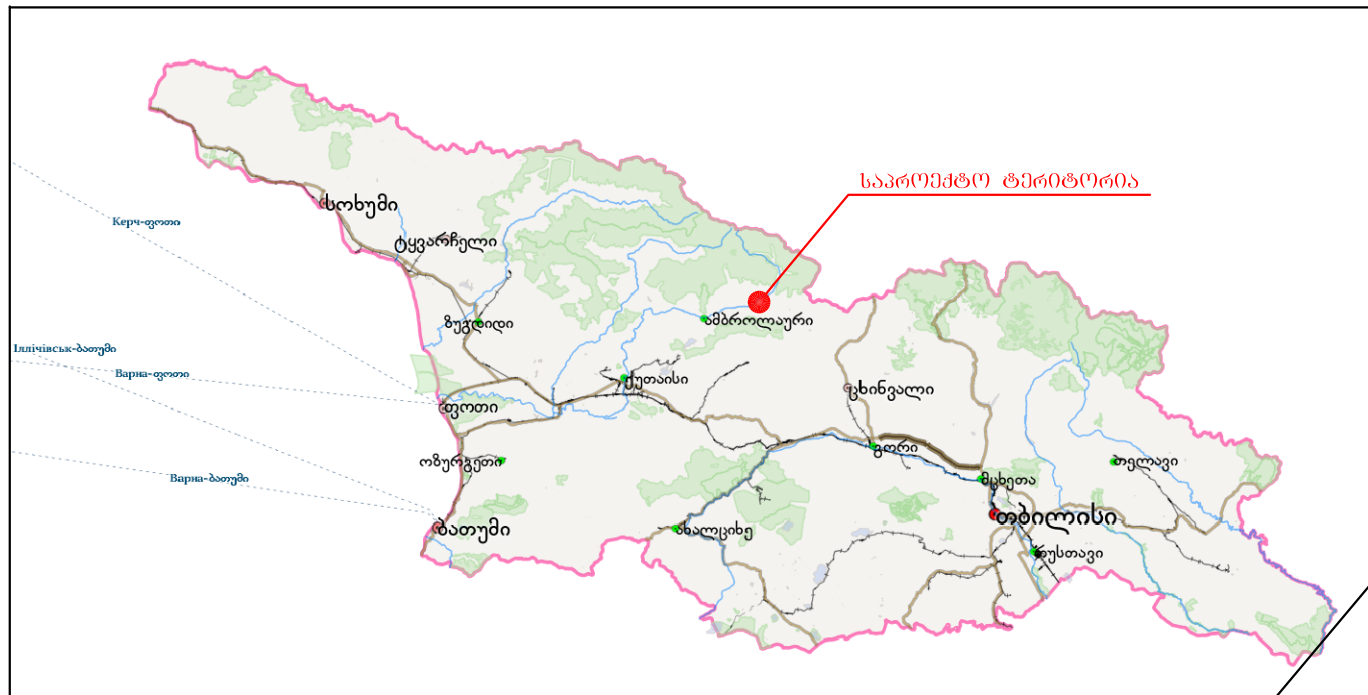 საპროექტო ტერიტორია
სოხუმი
Керч-ფოთი
ტყვარჩელი
ზუგდიდი
ამბროლაური
Іллічівськ-ბათუმი
Варна-ფოთი
ქუთაისი
ცხინვალი
ფოთი
გორი
ოზურგეთი
თელავი
Варна-ბათუმი
მცხეთა
თბილისი
ბათუმი
ახალციხე
რუსთავი